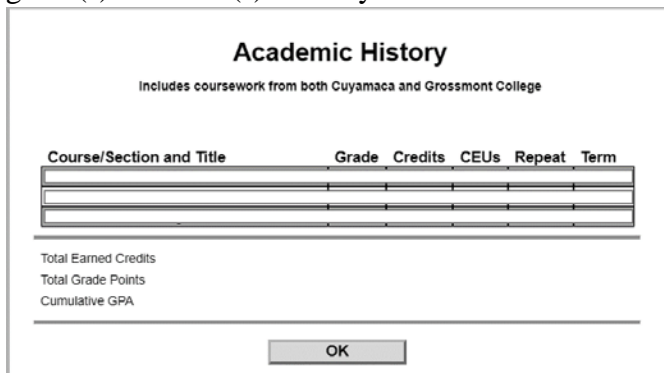 Academic History
Includes coursework from both Cuyamaca and Grossmont College
Course/Section and Title Grade Credits CEUs Repeat Term
Total Earned Credits
Total Grade Points
Cumulative GPA
OK